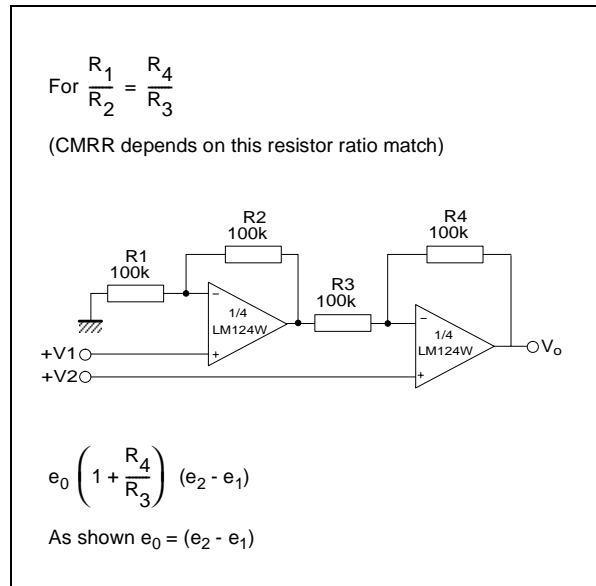 For R1/R2 = R4/R3
(CMRR depends on this resistor ratio match)
R2
100k
R4
100k
R1
100k
R3
100k
-
1/4
LM124W
+
-
1/4
LM124W
+
+V1
+V2
Vo
e0 (1 + R4/R3) (e2 - e1)
As shown e0 = (e2 - e1)